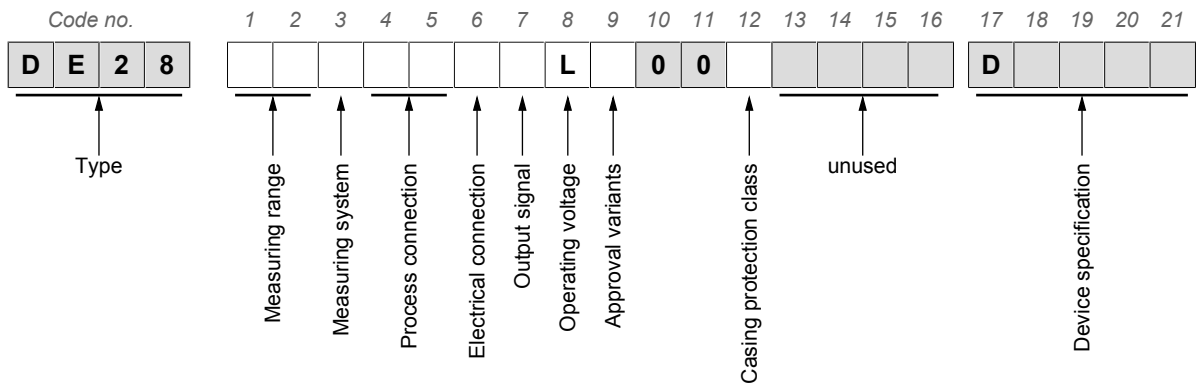 Code no. 1 2 3 4 5 6 7 8 9 10 11 12 13 14 15 16 17 18 19 20 21
D E 2 8 L 0 0 D
Type
Measuring range
Measuring system
Process connection
Electrical connection
Output signal
Operating voltage
Approval variants
Casing protection class
unused
Device specification